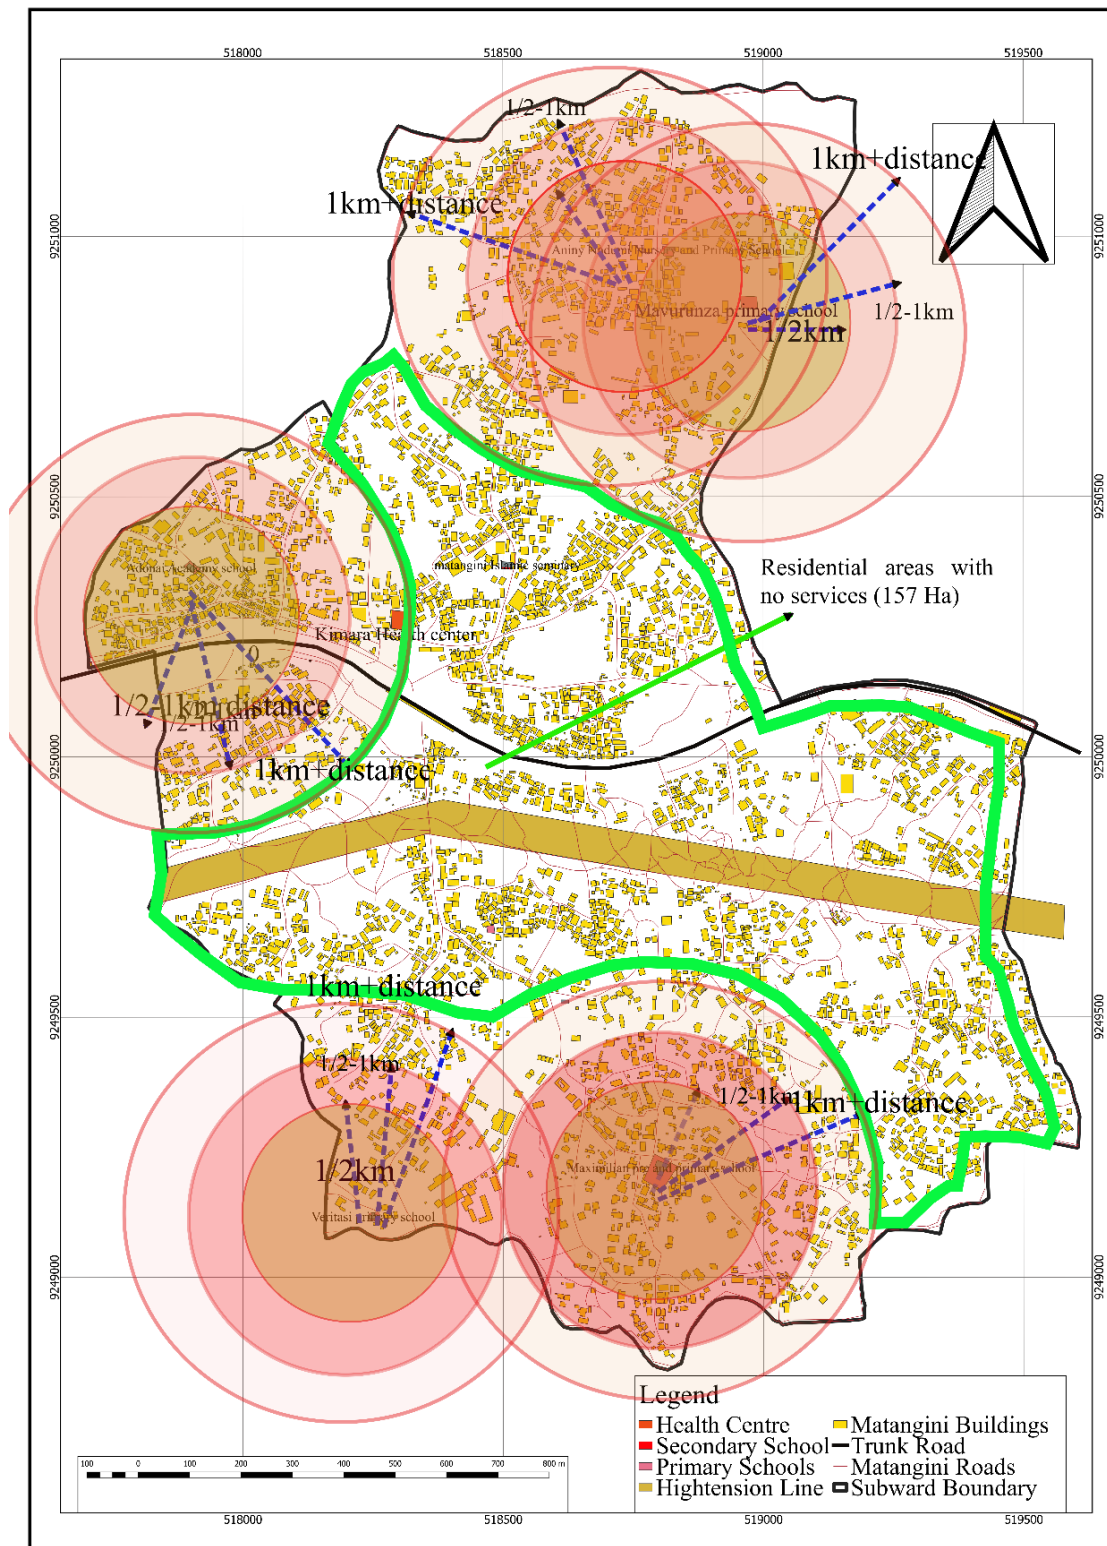 518000 518500 519000 519500
1/2-1km
1km+distance
1km+distance
9251000
9251000
Aniny Nadumi Nursery and Primary School
Mavurunza primary school
1/2-1km
1/2km
9250500
9250500
Adonai Academy school
matangini Islamic seminary
Residential areas with
no services (157 Ha)
Kimara Health center
0
1/2-1km distance
1/2-1km
1km+distance
9250000
9250000
1km+distance
9249500
9249500
1/2-1km
1/2-1km
1km+distance
1/2km
Maximilian pre and primary school
Veritasi primary school
9249000
9249000
Legend
Health Centre
Secondary School
Primary Schools
Hightension Line
Matangini Buildings
Trunk Road
Matangini Roads
Subward Boundary
100 0 100 200 300 400 500 600 700 800 m
518000 518500 519000 519500